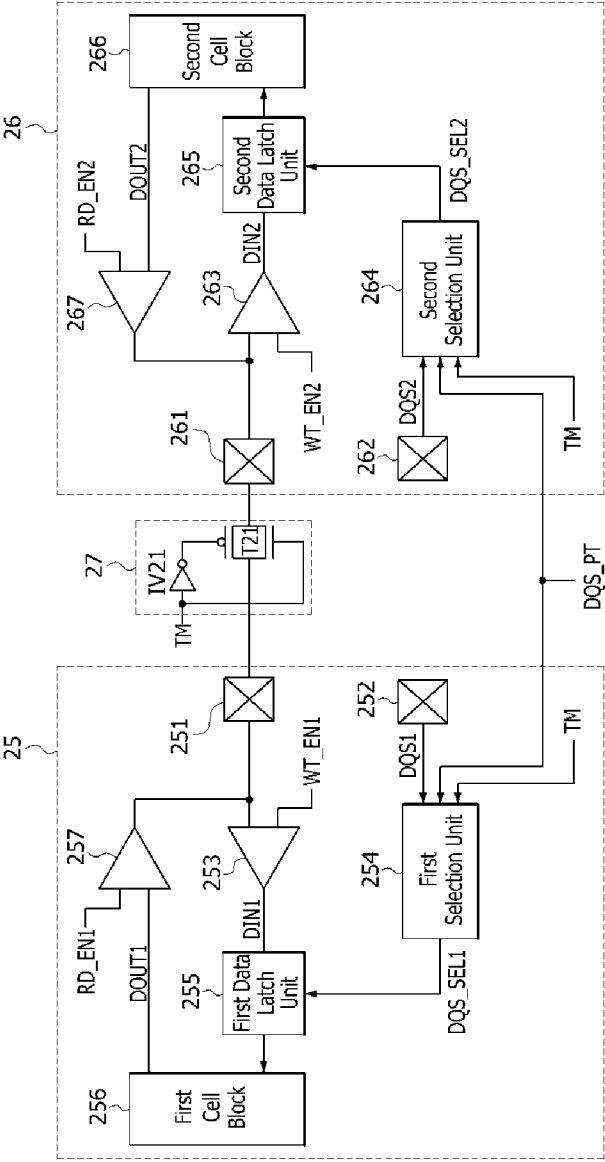 25
26
27
256
First
Cell
Block
DOUT1
RD_EN1
257
255
First Data
Latch
Unit
DIN1
253
WT_EN1
251
DQS_SEL1
254
First
Selection Unit
DQS1
252
TM
TM
IV21
T21
DQS_PT
261
267
RD_EN2
DOUT2
266
Second
Cell
Block
WT_EN2
263
DIN2
265
Second
Data Latch
Unit
262
DQS2
264
Second
Selection Unit
DQS_SEL2
TM